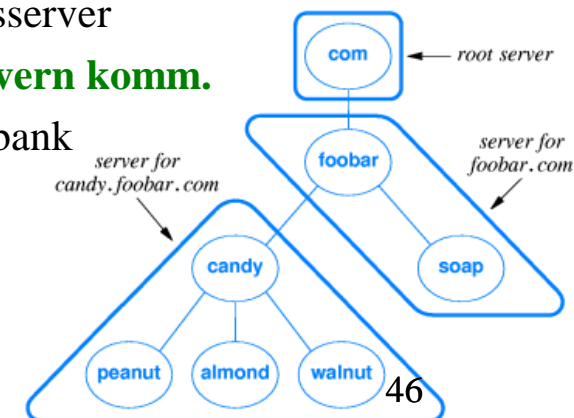 sserver
vern komm.
bank
com
root server
foobar
server for
foobar.com
server for
candy.foobar.com
candy
soap
peanut
almond
walnut
46